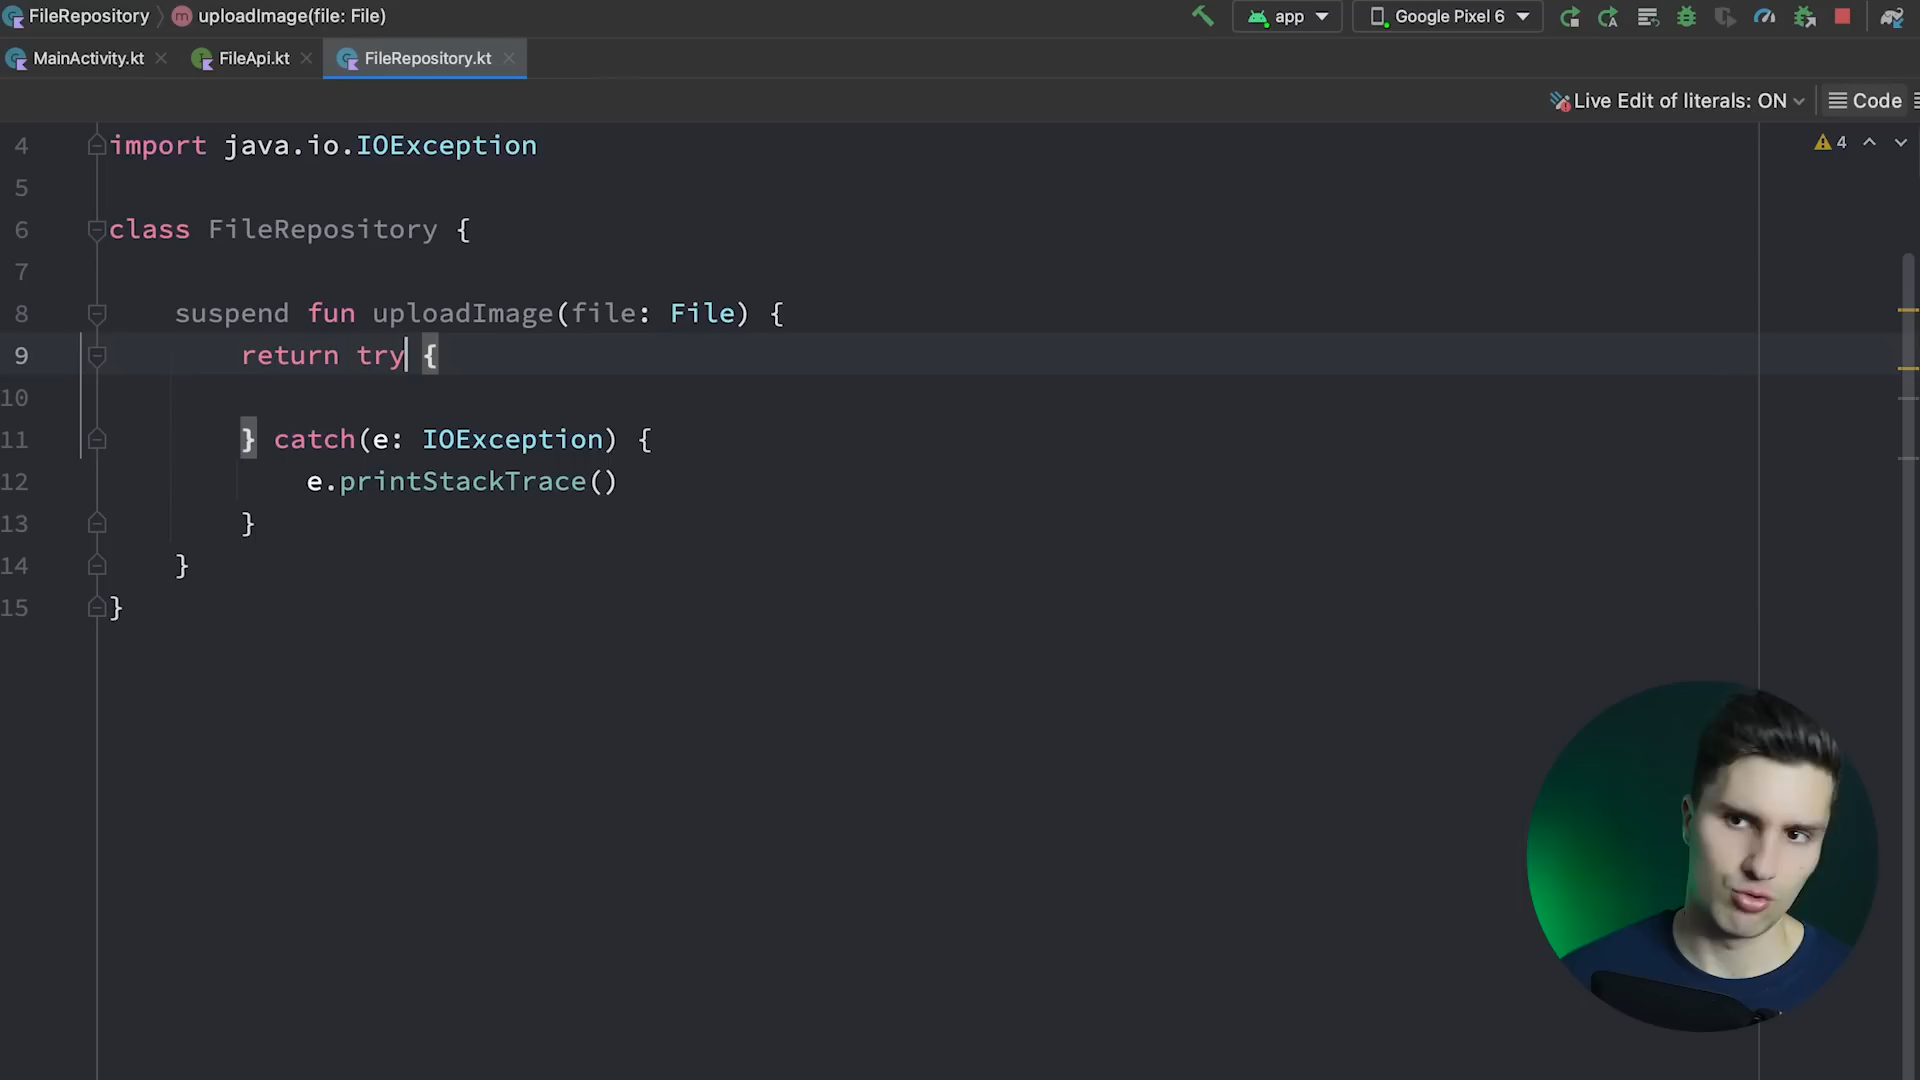 FileRepository
m uploadImage(file: File)
app
Google Pixel 6
MainActivity.kt
FileApi.kt
FileRepository.kt
Live Edit of literals: ON
Code
4 import java.io.IOException
4
5
6 class FileRepository {
7
8 suspend fun uploadImage(file: File) {
9 return try {
10
11 } catch(e: IOException) {
12 e.printStackTrace()
13 }
14 }
15 }